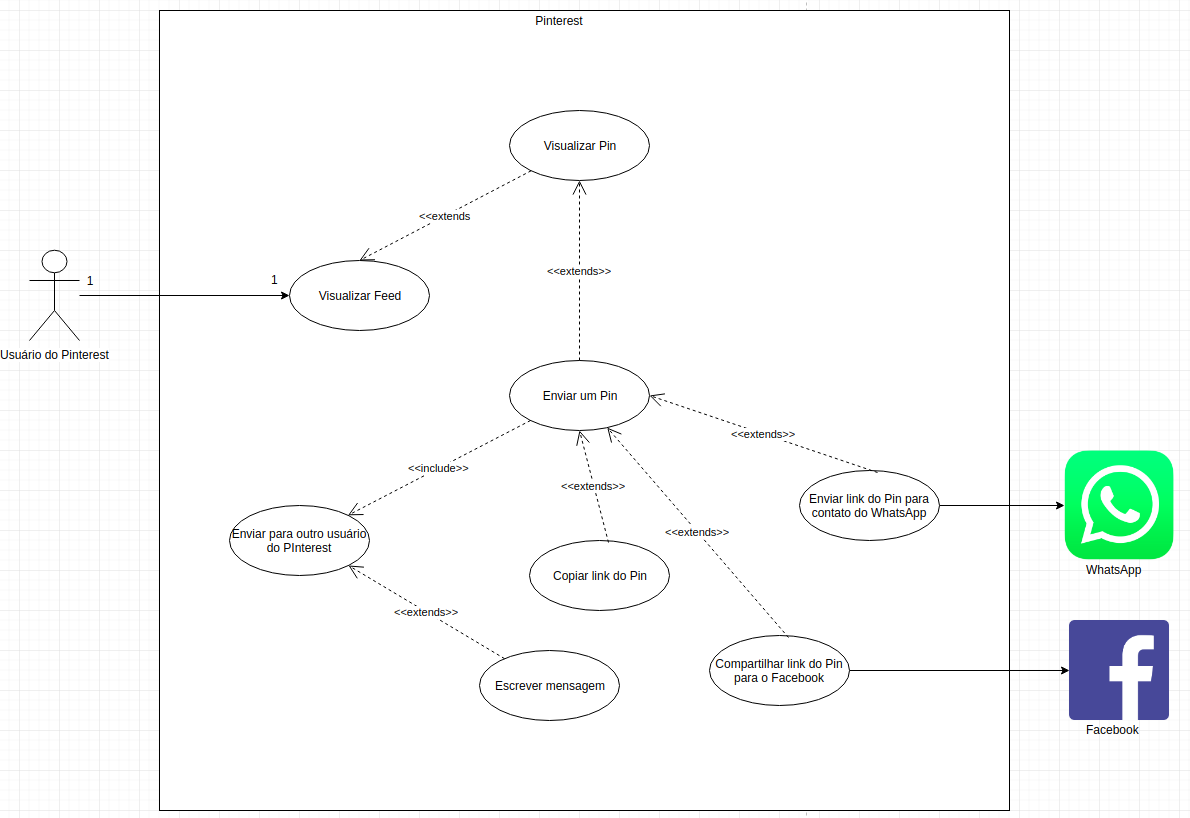 Pinterest
Visualizar Pin
<<extends
<<extends>>
1
1
Visualizar Feed
Usuário do Pinterest
Enviar um Pin
<<extends>>
<<include>>
<<extends>>
Enviar link do Pin para
contato do WhatsApp
<<extends>>
Enviar para outro usuário
do PInterest
WhatsApp
Copiar link do Pin
<<extends>>
Compartilhar link do Pin
para o Facebook
Escrever mensagem
Facebook